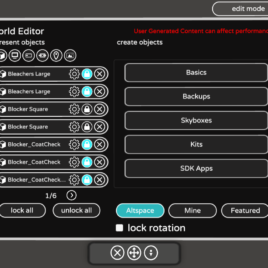 edit mode
orld Editor
User Generated Content can affect performan
resent objects
create objects
Bleachers Large
Bleachers Large
Blocker Square
Blocker Square
Blocker_CoatCheck
Blocker_CoatCheck
Blocker_CoatCheck...
Basics
Backups
Skyboxes
Kits
SDK Apps
1/6
lock all
unlock all
Altspace
Mine
Featured
lock rotation